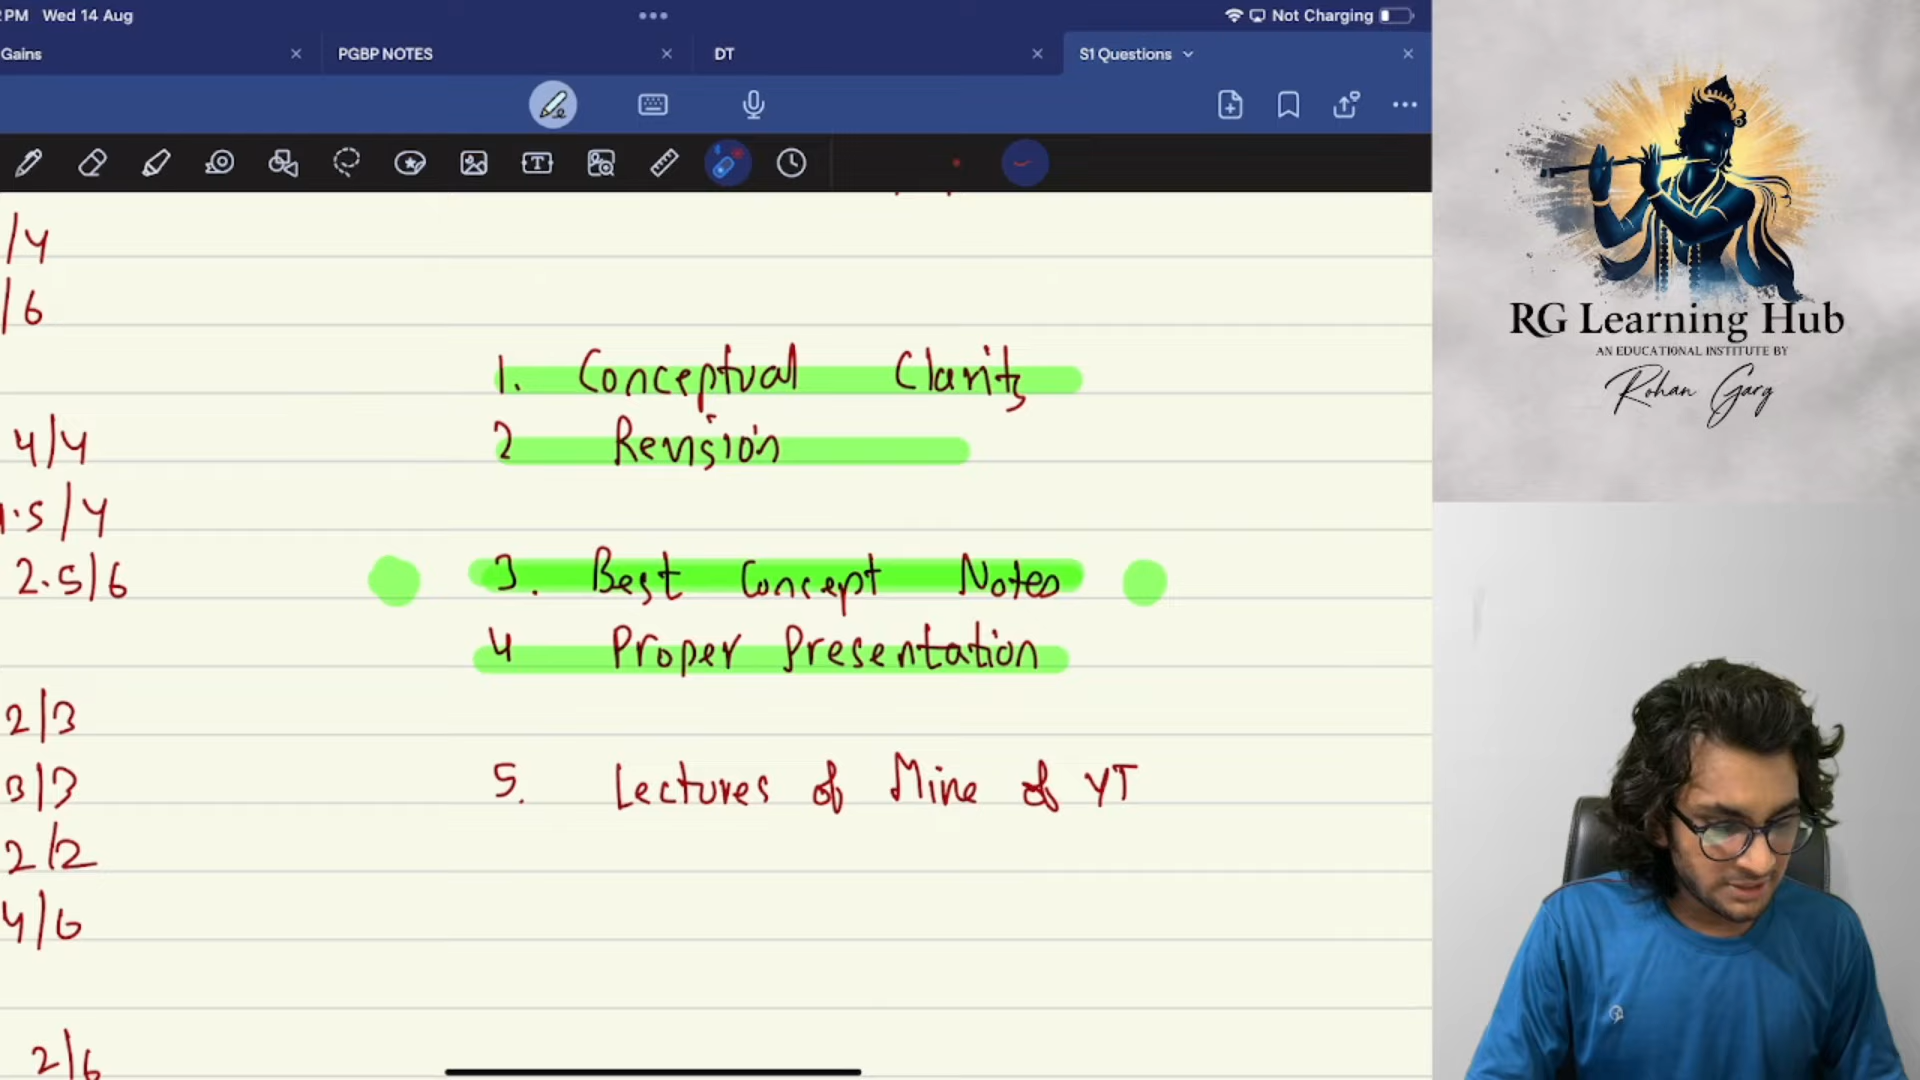 2 PM Wed 14 Aug
Not Charging
Gains
PGBP NOTES
DT
S1 Questions
T
/4
/6
1. Conceptual Clarity
4/4
2 Revision
.5/4
2.5/6
3. Best Concept Notes
4 Proper Presentation
2/3
3/3
5. Lectures of Mine of YT
2/2
4/6
2/6
RG Learning Hub
AN EDUCATIONAL INSTITUTE BY
Rohan Garg